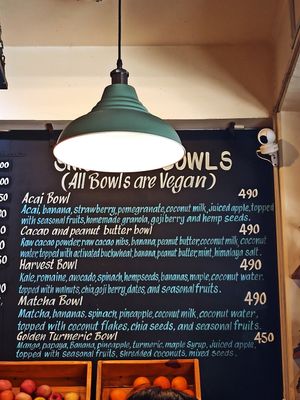 BOWLS
(All Bowls are Vegan)
Acai Bowl 490
Acai, banana, strawberry, pomegranate, coconut milk, juiced apple, topped
with seasonal fruits, homemade granola, goji berry and hemp seeds.
Cacao and peanut butter bowl 490
Raw cacao powder, raw cacao nibs, banana, peanut butter, coconut milk, coconut
water, topped with activated buckwheat, banana, peanut butter, mint, himalaya salt.
Harvest Bowl 490
Kale, romaine, avocado, spinach, hemp seeds, bananas, maple, coconut water.
topped with walnuts, chia, goji berry, dates, and seasonal fruits.
Matcha Bowl 490
Matcha, bananas, spinach, pineapple, coconut milk, coconut water,
topped with coconut flakes, chia seeds, and seasonal fruits.
Golden Turmeric Bowl 450
Mango, papaya, banana, pineapple, turmeric, maple syrup, juiced apple,
topped with seasonal fruits, shredded coconuts, mixed seeds.